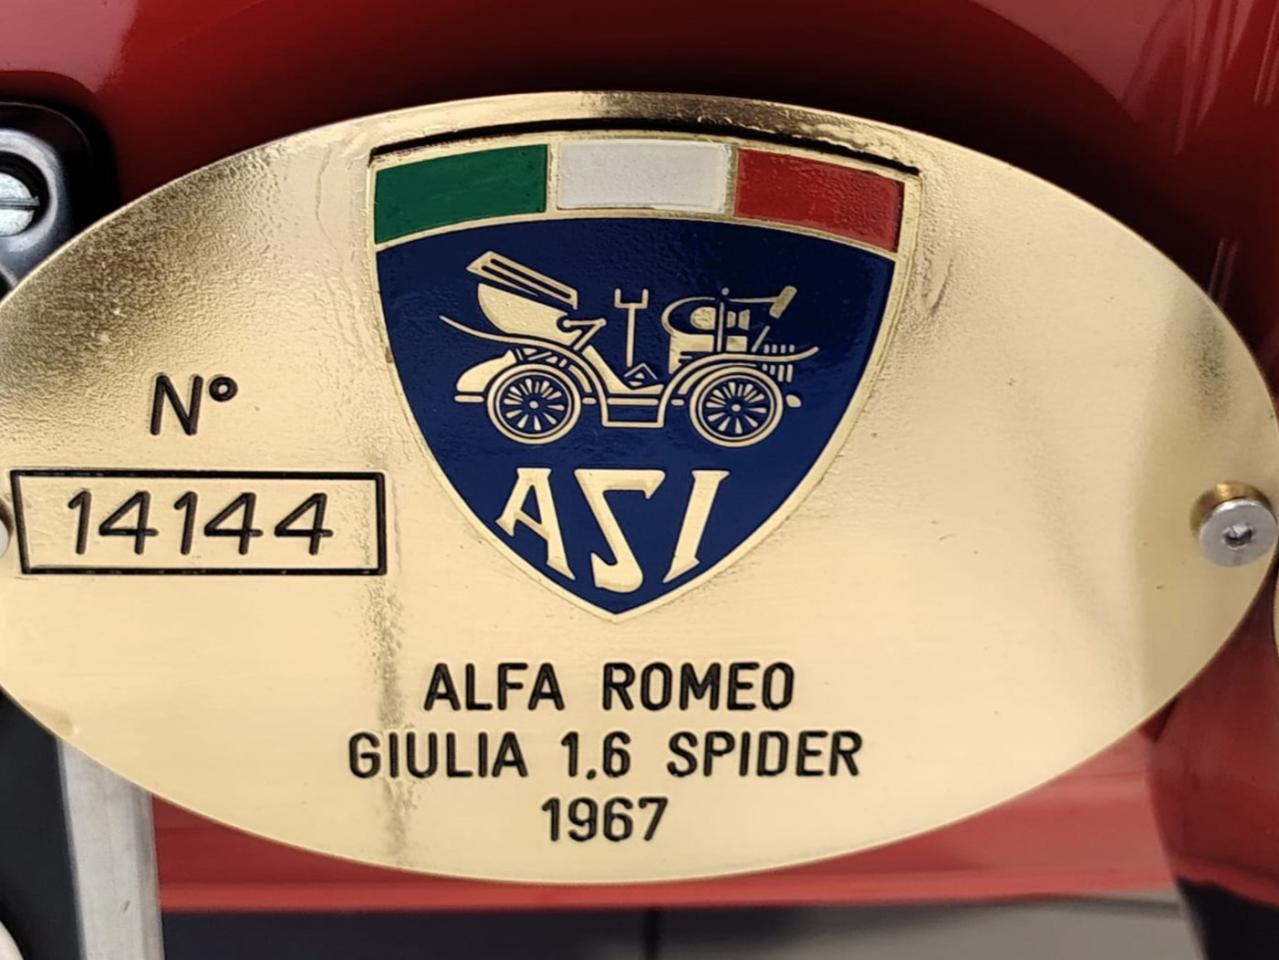 N°
14144
ASI
ALFA ROMEO
GIULIA 1.6 SPIDER
1967